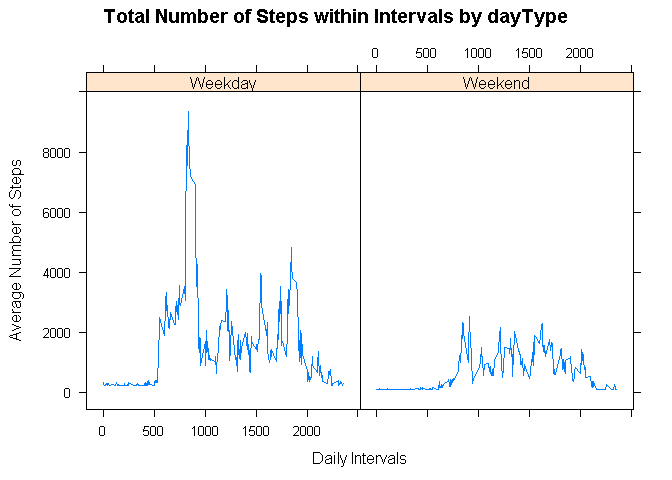 Total Number of Steps within Intervals by dayType
0 500 1000 1500 2000
Weekday Weekend
8000
6000
4000
2000
0
Average Number of Steps
0 500 1000 1500 2000
Daily Intervals